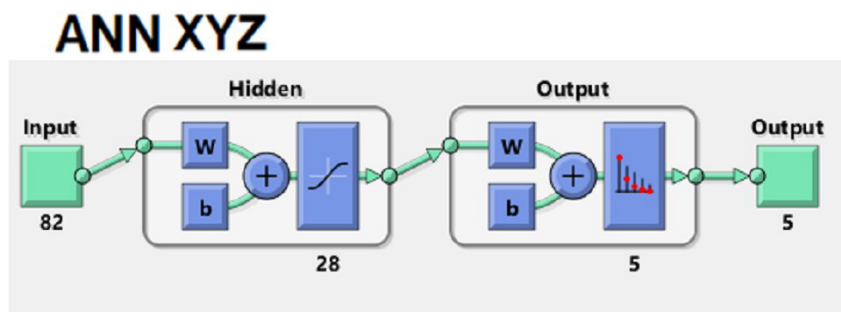 ANN XYZ
Hidden
Output
Input
Output
W
W
+
+
b
b
82
5
28
5